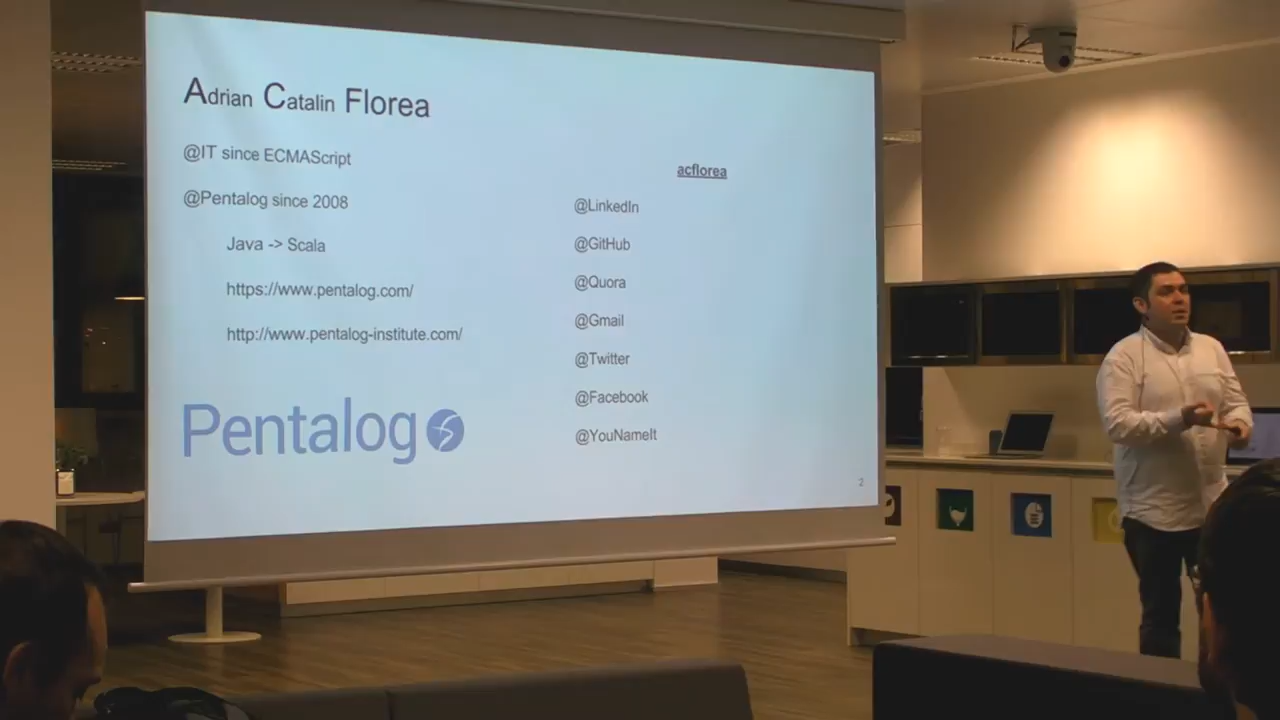 Adrian Catalin Florea
@IT since ECMAScript
@Pentalog since 2008
Java -> Scala
https://www.pentalog.com/
http://www.pentalog-institute.com/
Pentalog
acflorea
@LinkedIn
@GitHub
@Quora
@Gmail
@Twitter
@Facebook
@YouNameIt
2